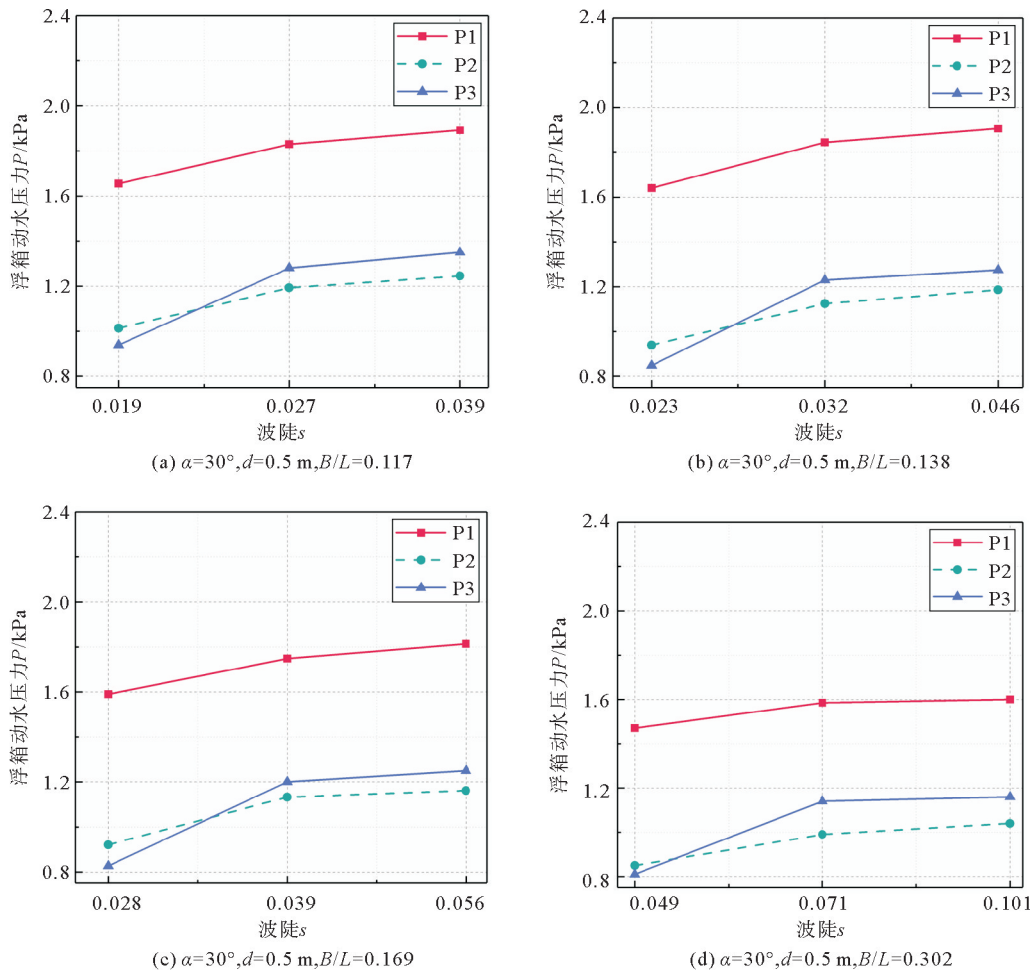 2.4
2.0
1.6
1.2
0.8
浮箱动水压力P/kPa
P1
P2
P3
0.019 0.027 0.039
波陡s
(a) α=30°,d=0.5 m,B/L=0.117
2.4
2.0
1.6
1.2
0.8
浮箱动水压力P/kPa
P1
P2
P3
0.023 0.032 0.046
波陡s
(b) α=30°,d=0.5 m,B/L=0.138
2.4
2.0
1.6
1.2
0.8
浮箱动水压力P/kPa
P1
P2
P3
0.028 0.039 0.056
波陡s
(c) α=30°,d=0.5 m,B/L=0.169
2.4
2.0
1.6
1.2
0.8
浮箱动水压力P/kPa
P1
P2
P3
0.049 0.071 0.101
波陡s
(d) α=30°,d=0.5 m,B/L=0.302